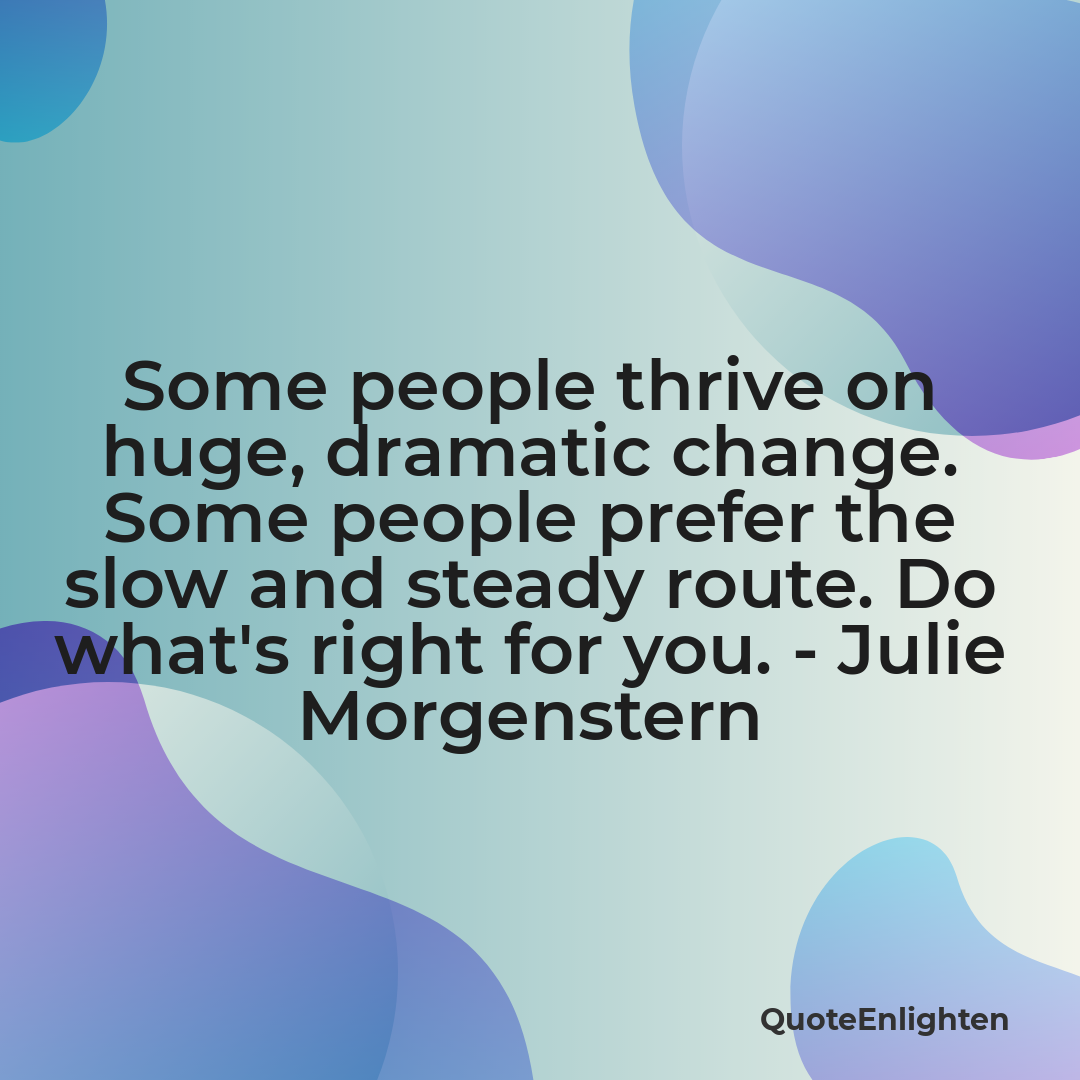 Some people thrive on
huge, dramatic change.
Some people prefer the
slow and steady route. Do
what's right for you. - Julie
Morgenstern
QuoteEnlighten